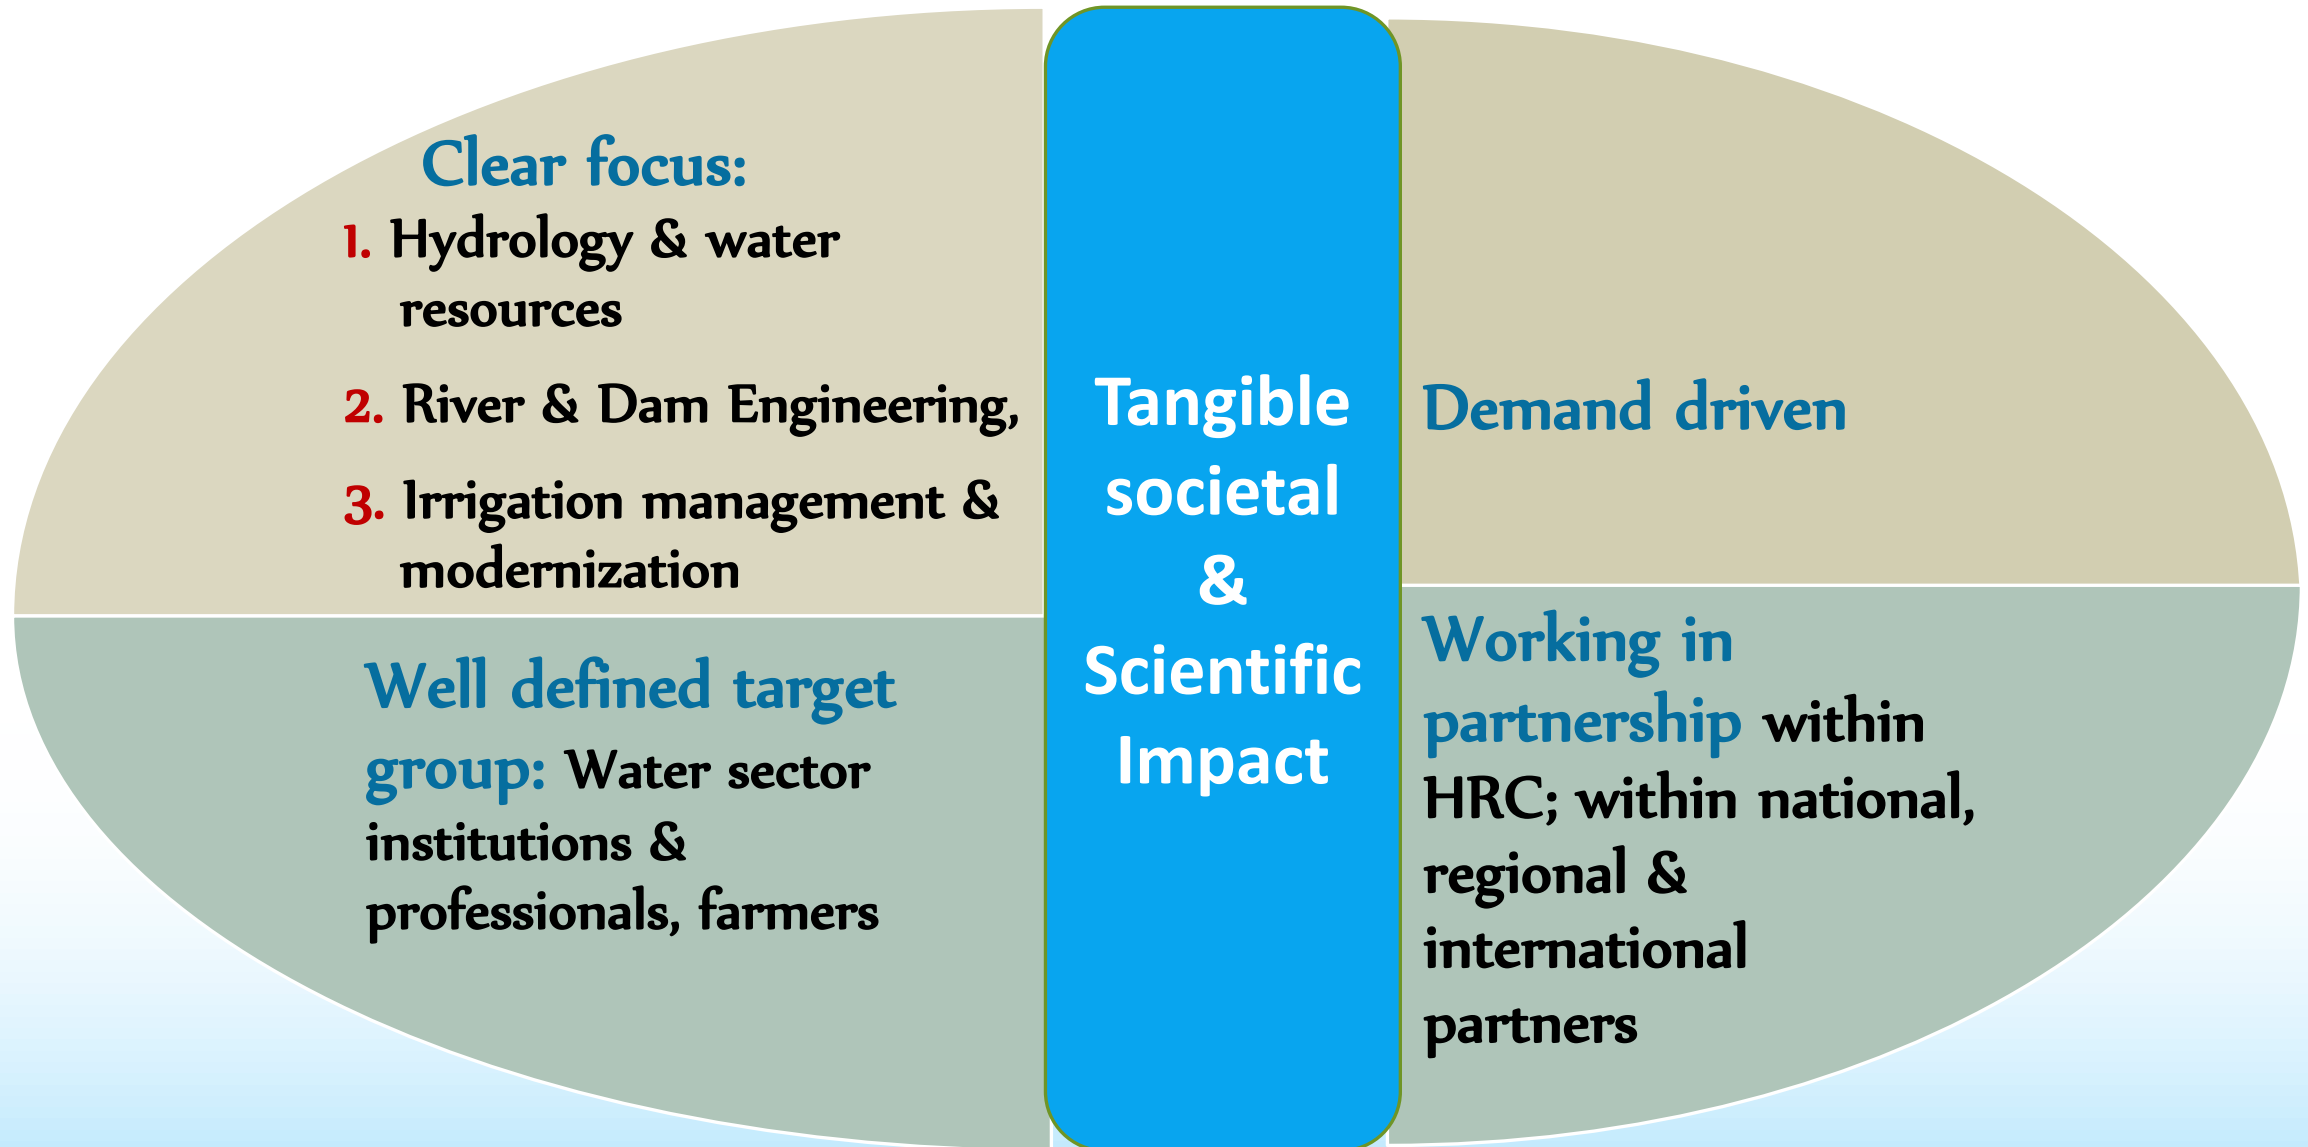 Clear focus:
1. Hydrology & water
resources
2. River & Dam Engineering,
3. Irrigation management &
modernization
Well defined target
group: Water sector
institutions &
professionals, farmers
Tangible
societal
&
Scientific
Impact
Demand driven
Working in
partnership within
HRC; within national,
regional &
international
partners